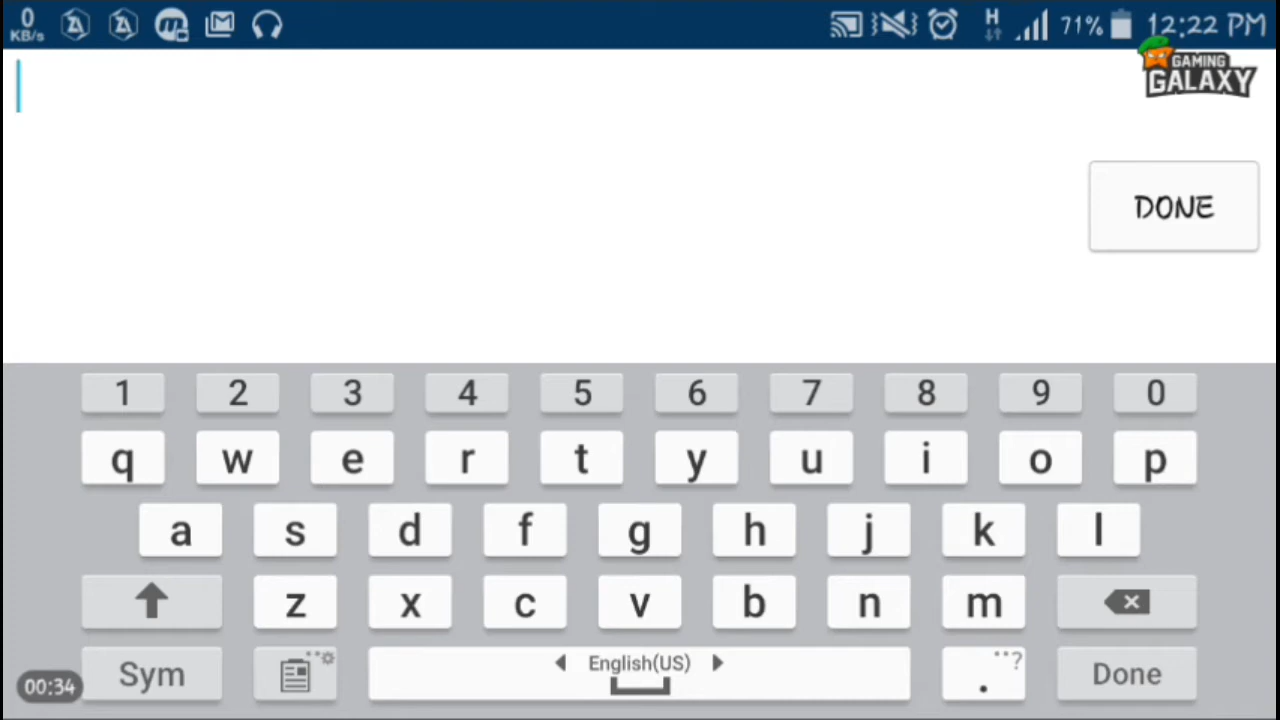 0
KB/s
H
71%
12:22 PM
GAMING
GALAXY
DONE
1 2 3 4 5 6 7 8 9 0
q w e r t y u i o p
a s d f g h j k l
z x c v b n m
Sym
English(US)
. ?
Done
00:34